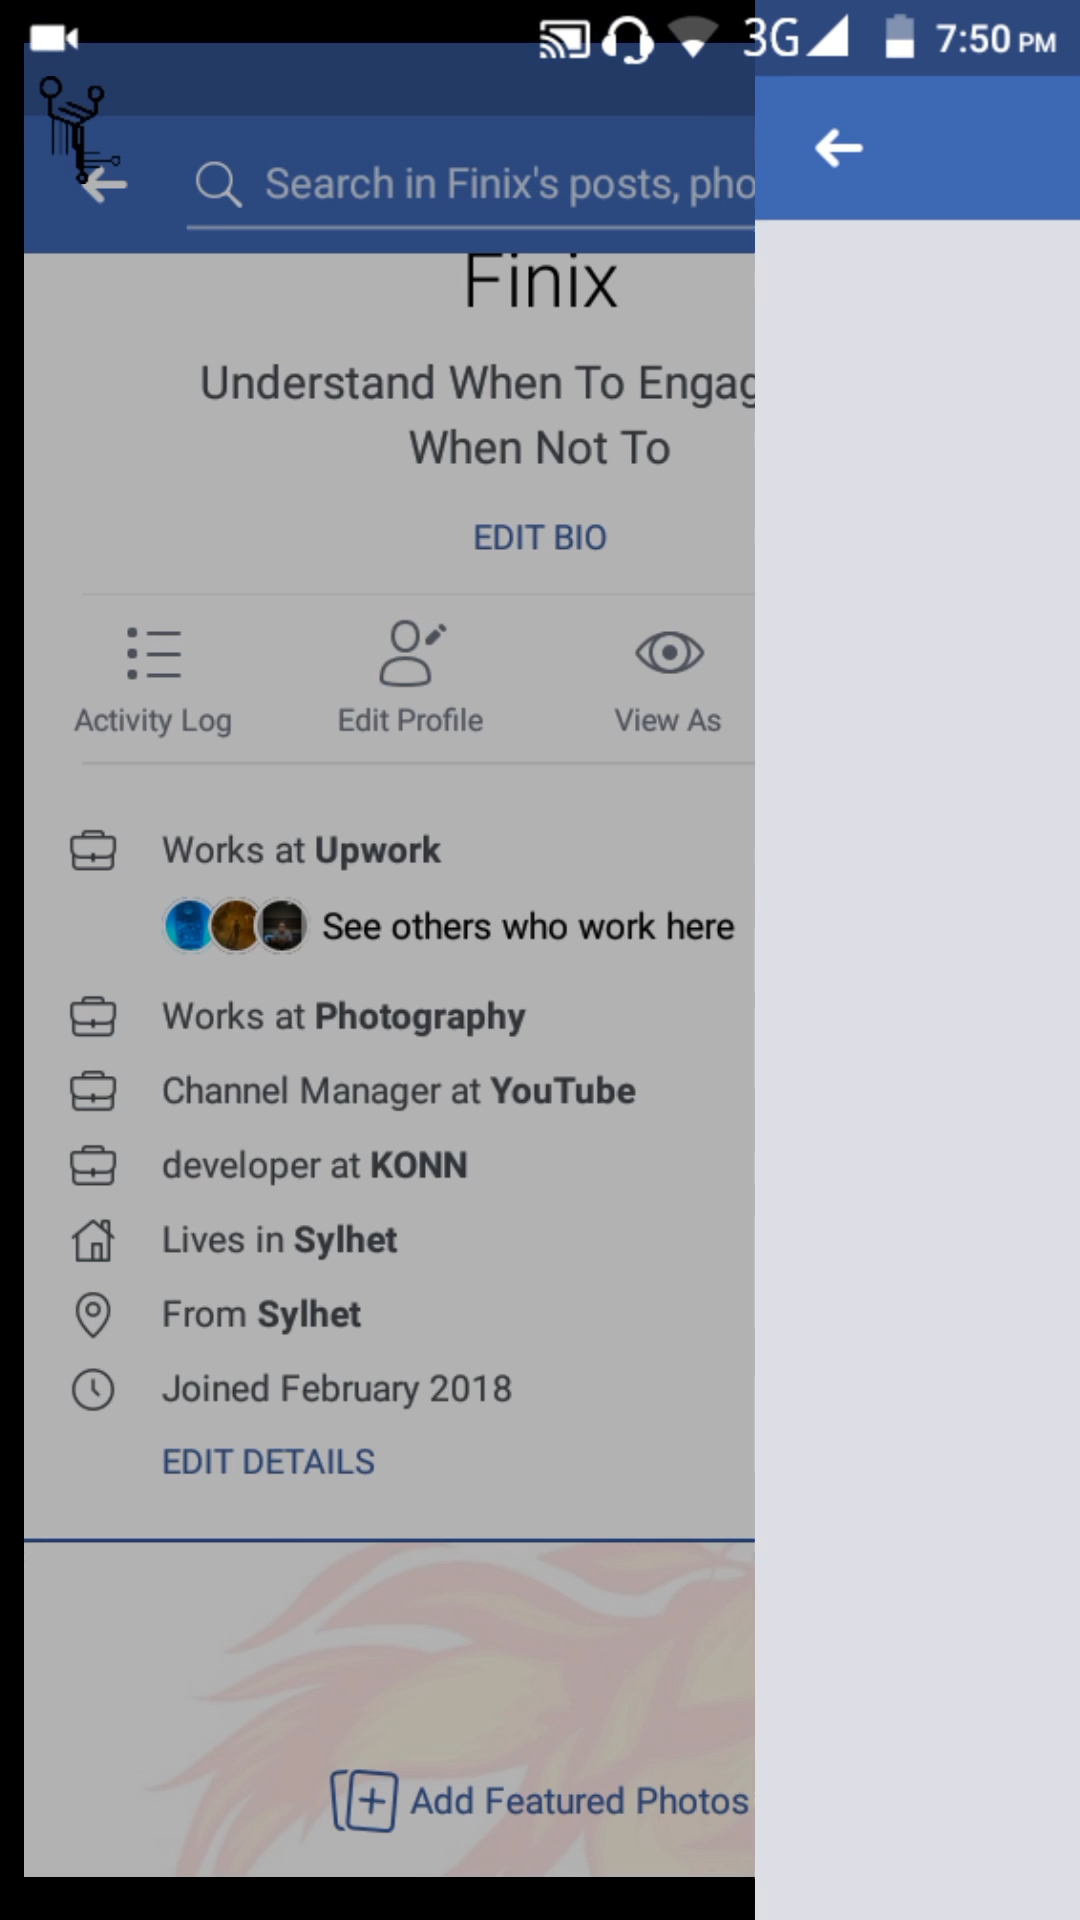 3G 7:50 PM
Search in Finix's posts, pho
Finix
Understand When To Engag
When Not To
EDIT BIO
Activity Log Edit Profile View As
Works at Upwork
See others who work here
Works at Photography
Channel Manager at YouTube
developer at KONN
Lives in Sylhet
From Sylhet
Joined February 2018
EDIT DETAILS
Add Featured Photos